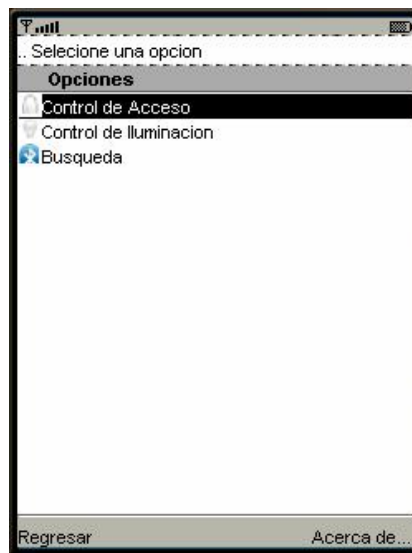 .. Selecione una opcion
Opciones
Control de Acceso
Control de Iluminacion
Busqueda
Regresar Acerca de...